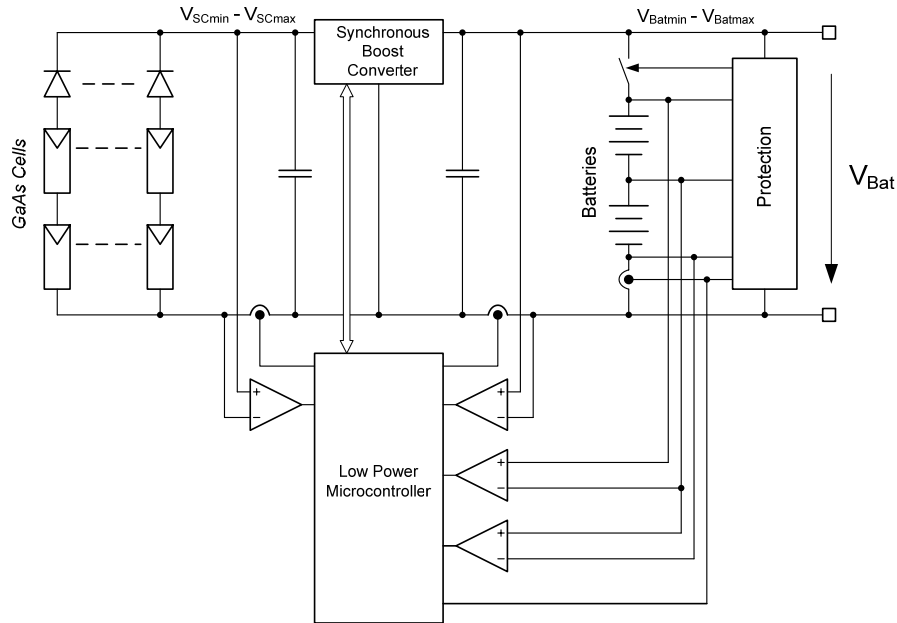 V_SCmin - V_SCmax
V_Batmin - V_Batmax
Synchronous
Boost
Converter
GaAs Cells
Batteries
Protection
V_Bat
+
−
+
−
Low Power
Microcontroller
+
−
+
−